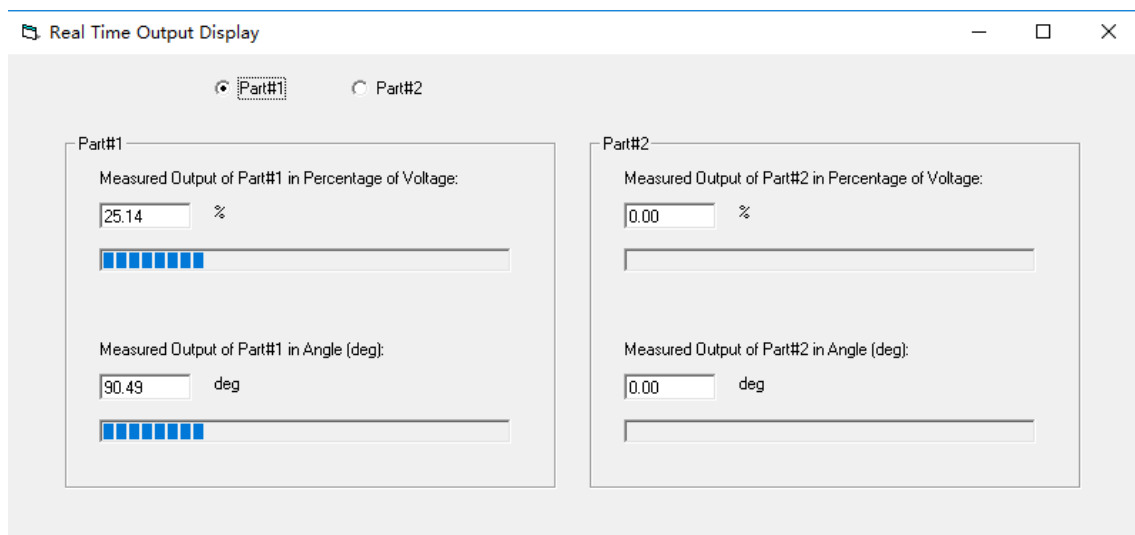 Real Time Output Display
Part#1 Part#2
Part#1
Measured Output of Part#1 in Percentage of Voltage:
25.14 %
Measured Output of Part#1 in Angle (deg):
90.49 deg
Part#2
Measured Output of Part#2 in Percentage of Voltage:
0.00 %
Measured Output of Part#2 in Angle (deg):
0.00 deg